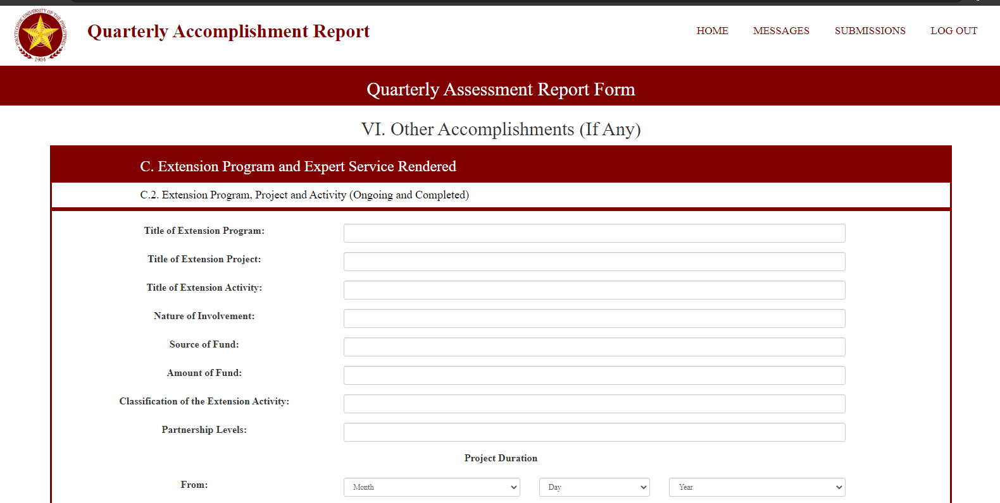 POLYTECHNIC UNIVERSITY OF THE PHILIPPINES
1904
Quarterly Accomplishment Report
HOME MESSAGES SUBMISSIONS LOG OUT
Quarterly Assessment Report Form
VI. Other Accomplishments (If Any)
C. Extension Program and Expert Service Rendered
C.2. Extension Program, Project and Activity (Ongoing and Completed)
Title of Extension Program:
Title of Extension Project:
Title of Extension Activity:
Nature of Involvement:
Source of Fund:
Amount of Fund:
Classification of the Extension Activity:
Partnership Levels:
Project Duration
From: Month Day Year